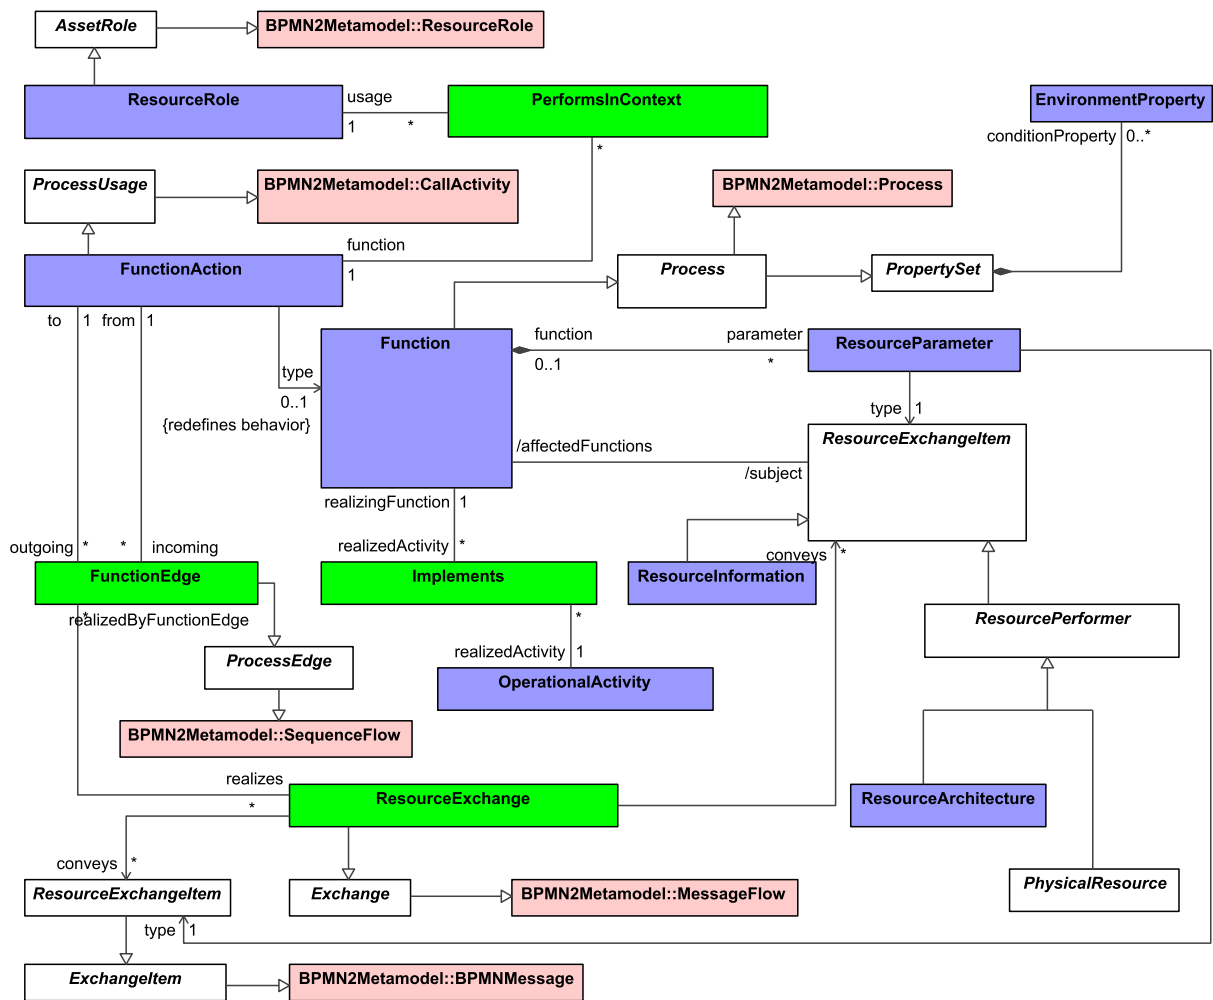 AssetRole
BPMN2Metamodel::ResourceRole
ResourceRole
usage
1
*
PerformsInContext
*
EnvironmentProperty
conditionProperty
0..*
ProcessUsage
BPMN2Metamodel::CallActivity
BPMN2Metamodel::Process
function
1
FunctionAction
Process
PropertySet
to
1
from
1
type
0..1
{redefines behavior}
Function
function
0..1
parameter
*
ResourceParameter
type
1
/affectedFunctions
/subject
ResourceExchangeItem
realizingFunction
1
realizedActivity
*
outgoing
*
*
incoming
conveys
*
FunctionEdge
Implements
ResourceInformation
*
realizedByFunctionEdge
*
ResourcePerformer
ProcessEdge
realizedActivity
1
OperationalActivity
BPMN2Metamodel::SequenceFlow
realizes
*
ResourceExchange
ResourceArchitecture
conveys
*
ResourceExchangeItem
Exchange
BPMN2Metamodel::MessageFlow
PhysicalResource
type
1
ExchangeItem
BPMN2Metamodel::BPMNMessage